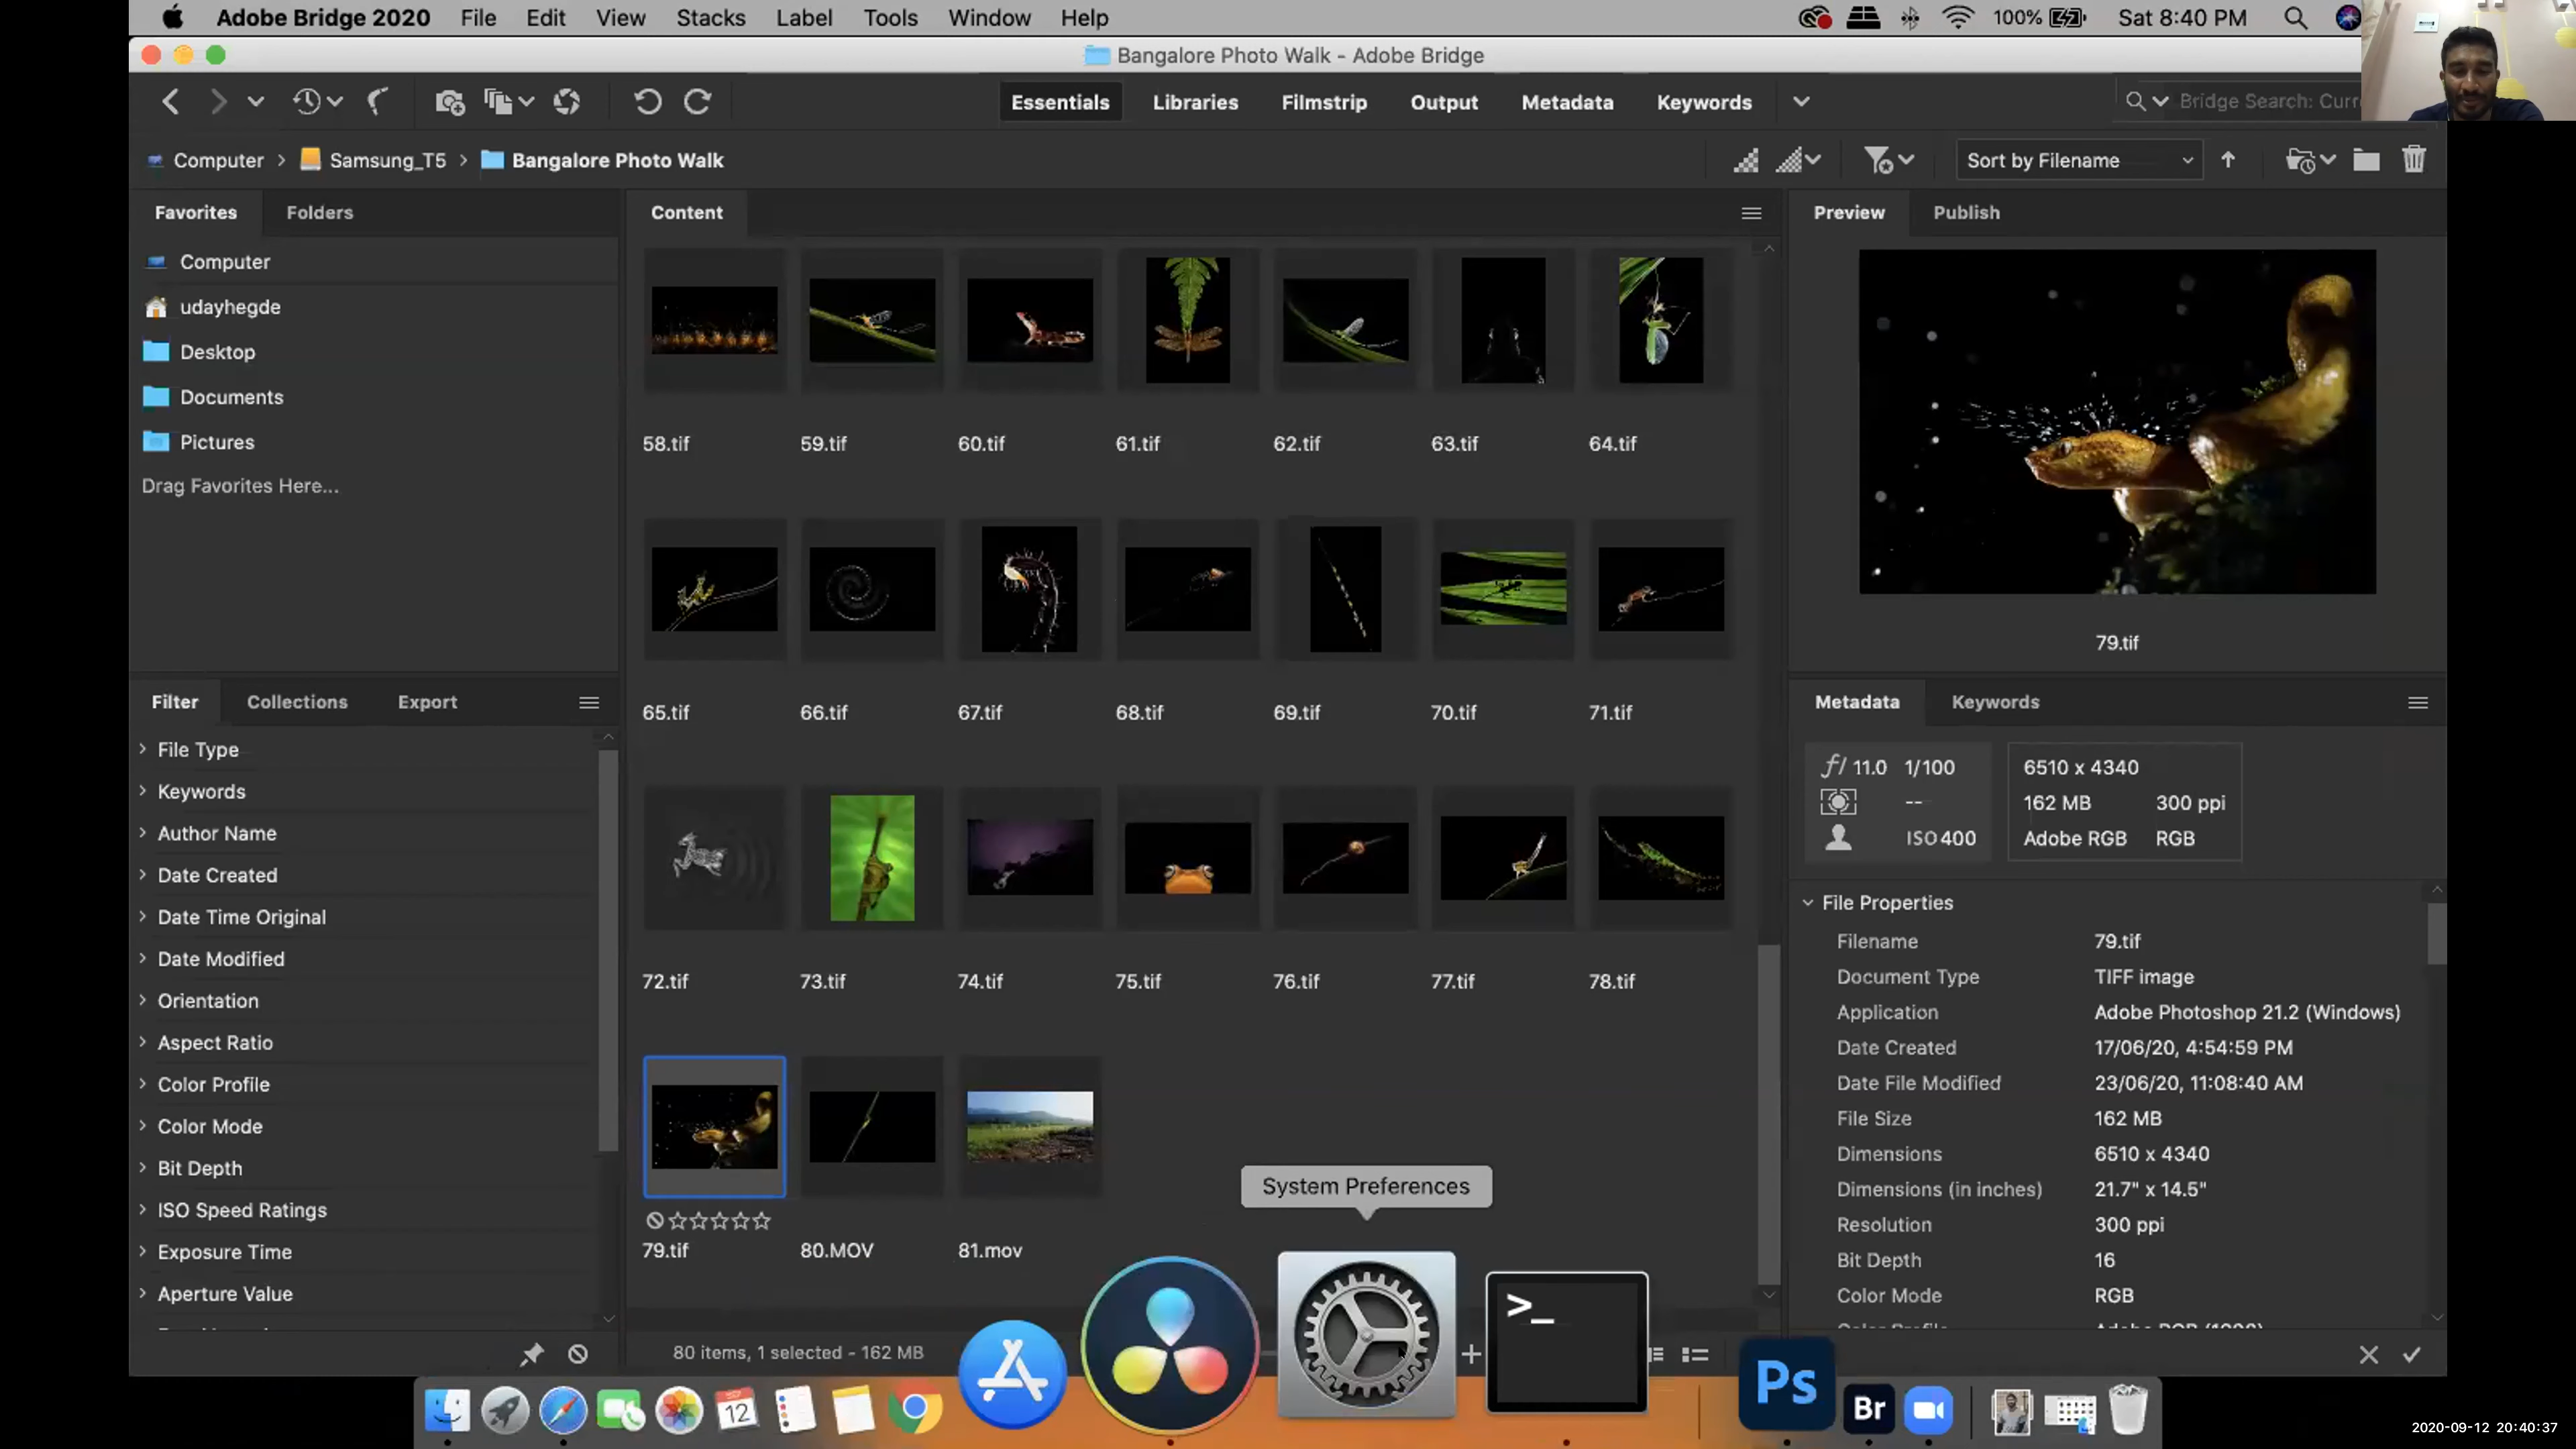 Adobe Bridge 2020 File Edit View Stacks Label Tools Window Help 100% Sat 8:40 PM
Bangalore Photo Walk - Adobe Bridge
Essentials Libraries Filmstrip Output Metadata Keywords Bridge Search:
Computer Samsung_T5 Bangalore Photo Walk Sort by Filename
Favorites Folders
Computer
udayhegde
Desktop
Documents
Pictures
Drag Favorites Here...
Filter Collections Export
File Type
Keywords
Author Name
Date Created
Date Time Original
Date Modified
Orientation
Aspect Ratio
Color Profile
Color Mode
Bit Depth
ISO Speed Ratings
Exposure Time
Aperture Value
Content
58.tif 59.tif 60.tif 61.tif 62.tif 63.tif 64.tif
65.tif 66.tif 67.tif 68.tif 69.tif 70.tif 71.tif
72.tif 73.tif 74.tif 75.tif 76.tif 77.tif 78.tif
79.tif 80.MOV 81.mov
80 items, 1 selected - 162 MB
System Preferences
Preview Publish
79.tif
Metadata Keywords
f/ 11.0 1/100
--
ISO 400
6510 x 4340
162 MB 300 ppi
Adobe RGB RGB
File Properties
Filename 79.tif
Document Type TIFF image
Application Adobe Photoshop 21.2 (Windows)
Date Created 17/06/20, 4:54:59 PM
Date File Modified 23/06/20, 11:08:40 AM
File Size 162 MB
Dimensions 6510 x 4340
Dimensions (in inches) 21.7" x 14.5"
Resolution 300 ppi
Bit Depth 16
Color Mode RGB
12
>_
Ps
Br
2020-09-12 20:40:37